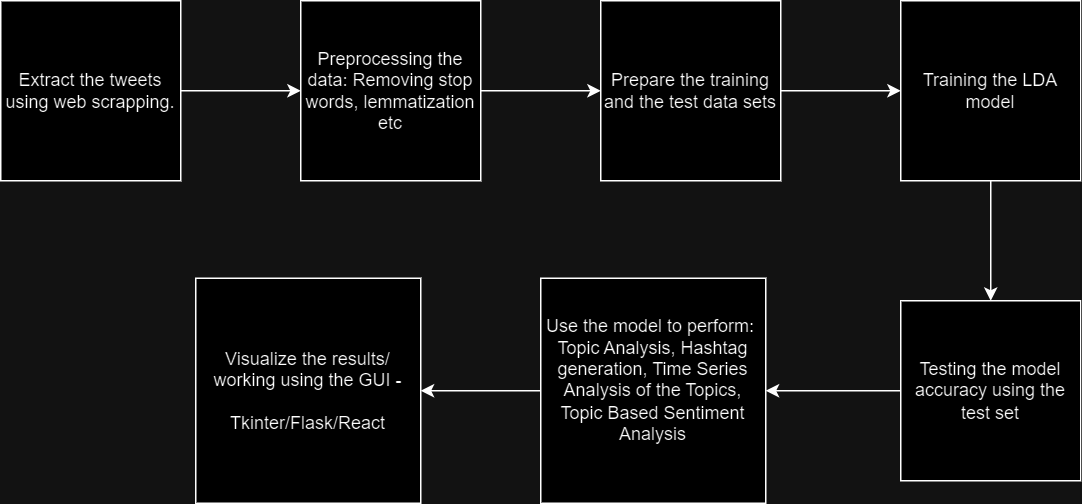 Extract the tweets
using web scrapping.
Preprocessing the
data: Removing stop
words, lemmatization
etc
Prepare the training
and the test data sets
Training the LDA
model
Testing the model
accuracy using the
test set
Use the model to perform:
Topic Analysis, Hashtag
generation, Time Series
Analysis of the Topics,
Topic Based Sentiment
Analysis
Visualize the results/
working using the GUI -
Tkinter/Flask/React